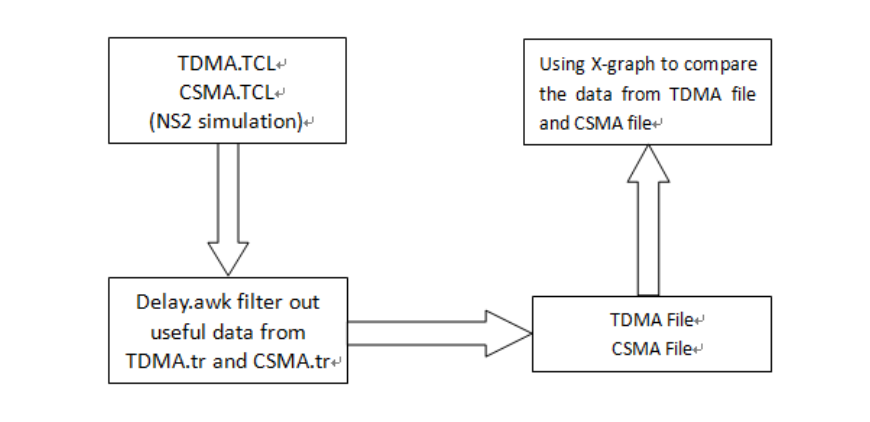 TDMA.TCL↵
CSMA.TCL↵
(NS2 simulation)↵
Delay.awk filter out
useful data from
TDMA.tr and CSMA.tr↵
TDMA File↵
CSMA File↵
Using X-graph to compare
the data from TDMA file
and CSMA file↵